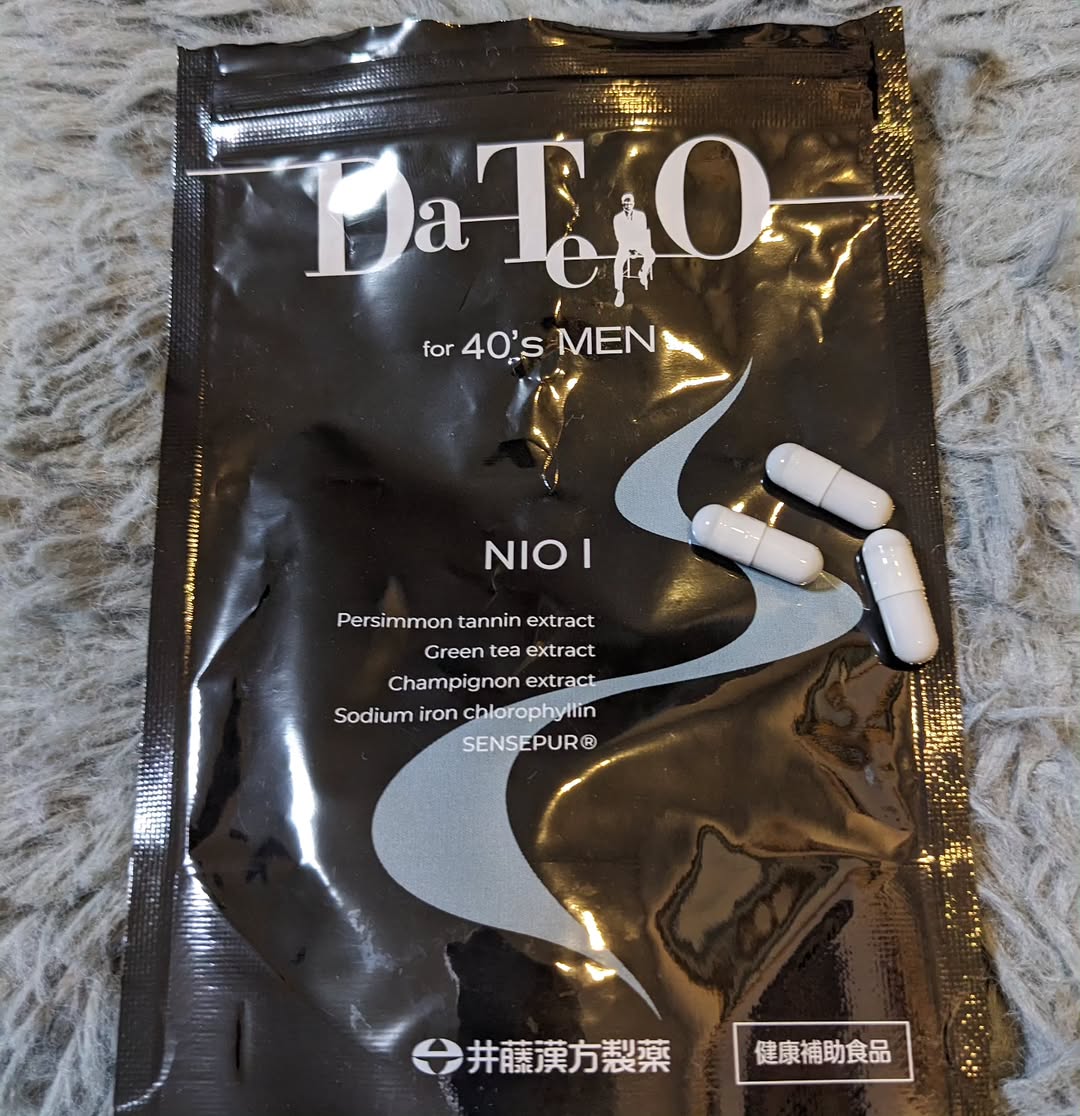 DaTeO
for 40's MEN
NIO I
Persimmon tannin extract
Green tea extract
Champignon extract
Sodium iron chlorophyllin
SENSEPUR®
井藤漢方製薬
健康補助食品